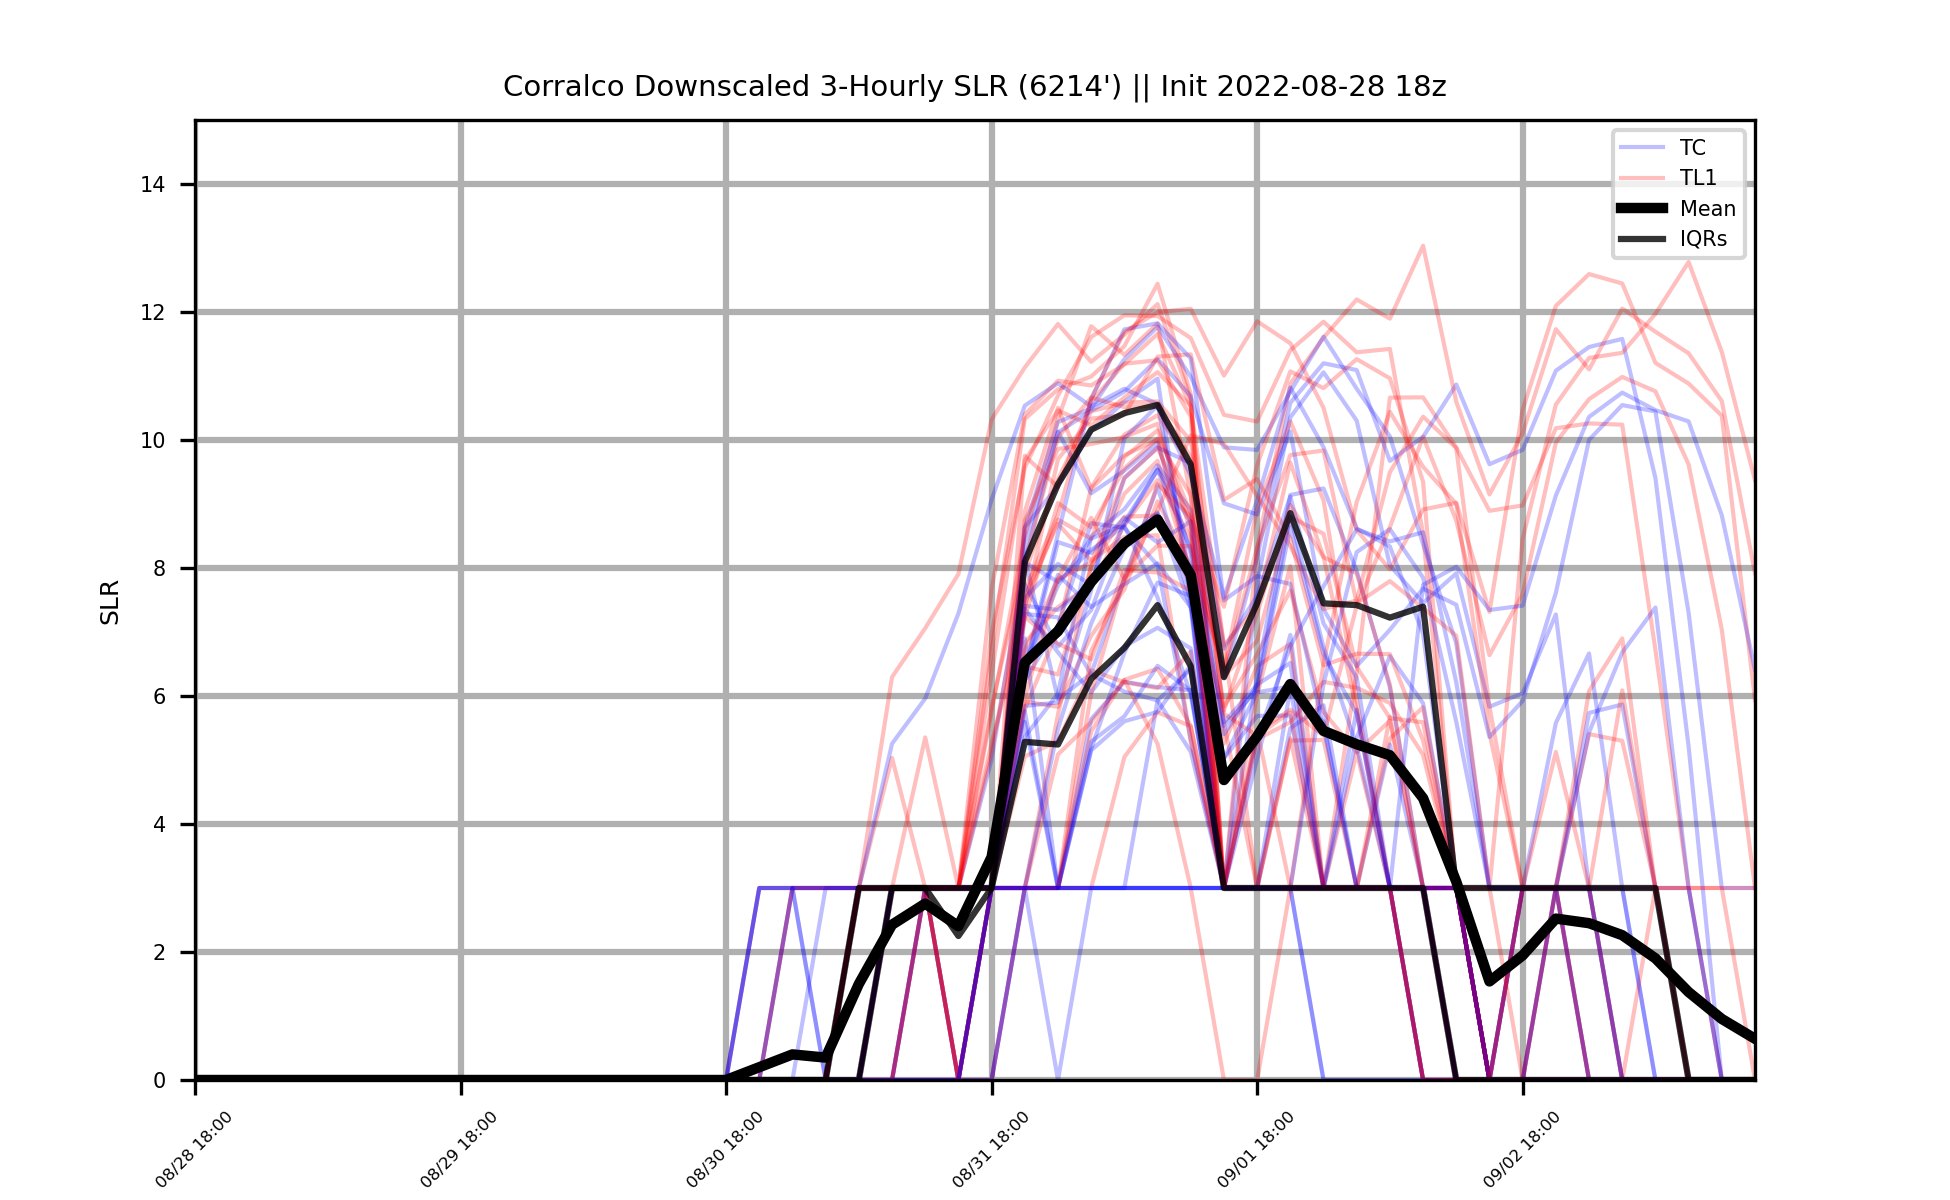 Corralco Downscaled 3-Hourly SLR (6214') || Init 2022-08-28 18z
TC
TL1
Mean
IQRs
SLR
14
12
10
8
6
4
2
0
08/28 18:00
08/29 18:00
08/30 18:00
08/31 18:00
09/01 18:00
09/02 18:00